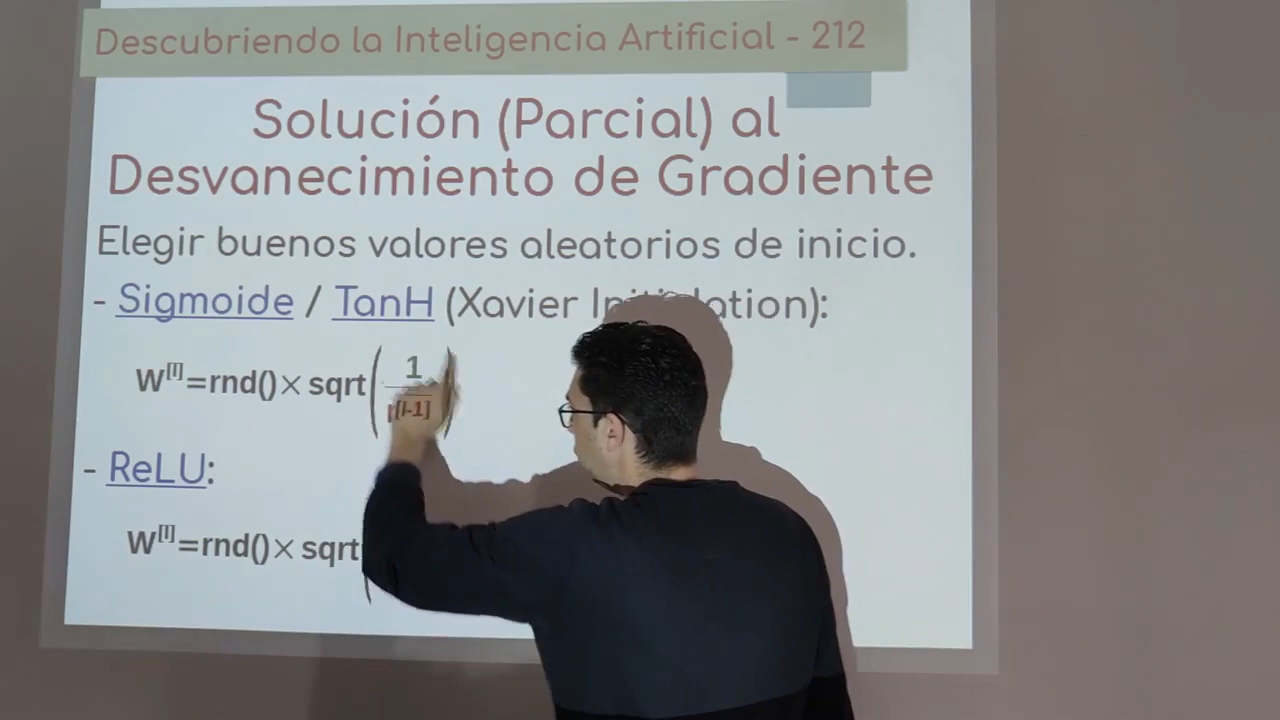 Descubriendo la Inteligencia Artificial - 212
Solución (Parcial) al
Desvanecimiento de Gradiente
Elegir buenos valores aleatorios de inicio.
- Sigmoide / TanH (Xavier
W[l]=rnd()× sqrt(1/[l-1])
- ReLU:
W[l]=rnd()× sqrt(